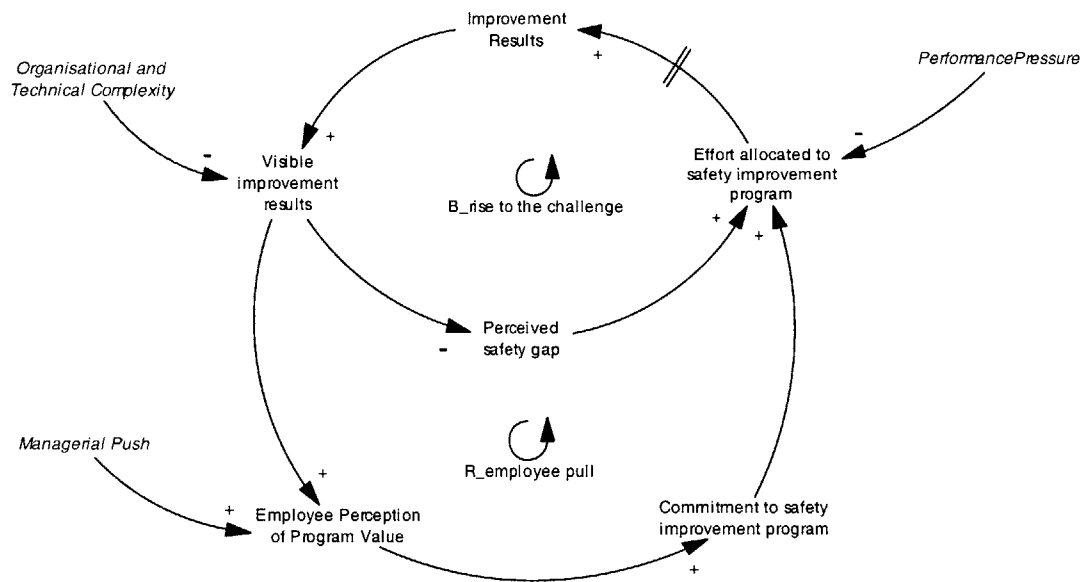 Improvement
Results
Organisational and
Technical Complexity
PerformancePressure
+
+
-
-
Visible
improvement
results
Effort allocated to
safety improvement
program
B_rise to the challenge
+
+
Perceived
safety gap
-
Managerial Push
R_employee pull
+
+
Employee Perception
of Program Value
Commitment to safety
improvement program
+